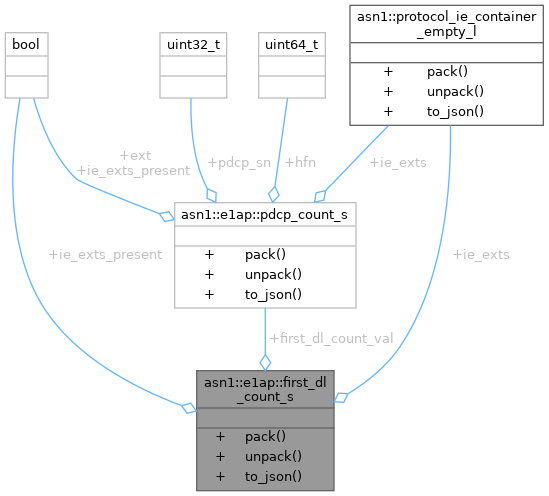 asn1::protocol_ie_container
_empty_l
+ pack()
+ unpack()
+ to_json()
bool
uint32_t
uint64_t
+ext
+ie_exts_present
+pdcp_sn
+hfn
+ie_exts
asn1::e1ap::pdcp_count_s
+ pack()
+ unpack()
+ to_json()
+ie_exts_present
+ie_exts
+first_dl_count_val
asn1::e1ap::first_dl
_count_s
+ pack()
+ unpack()
+ to_json()